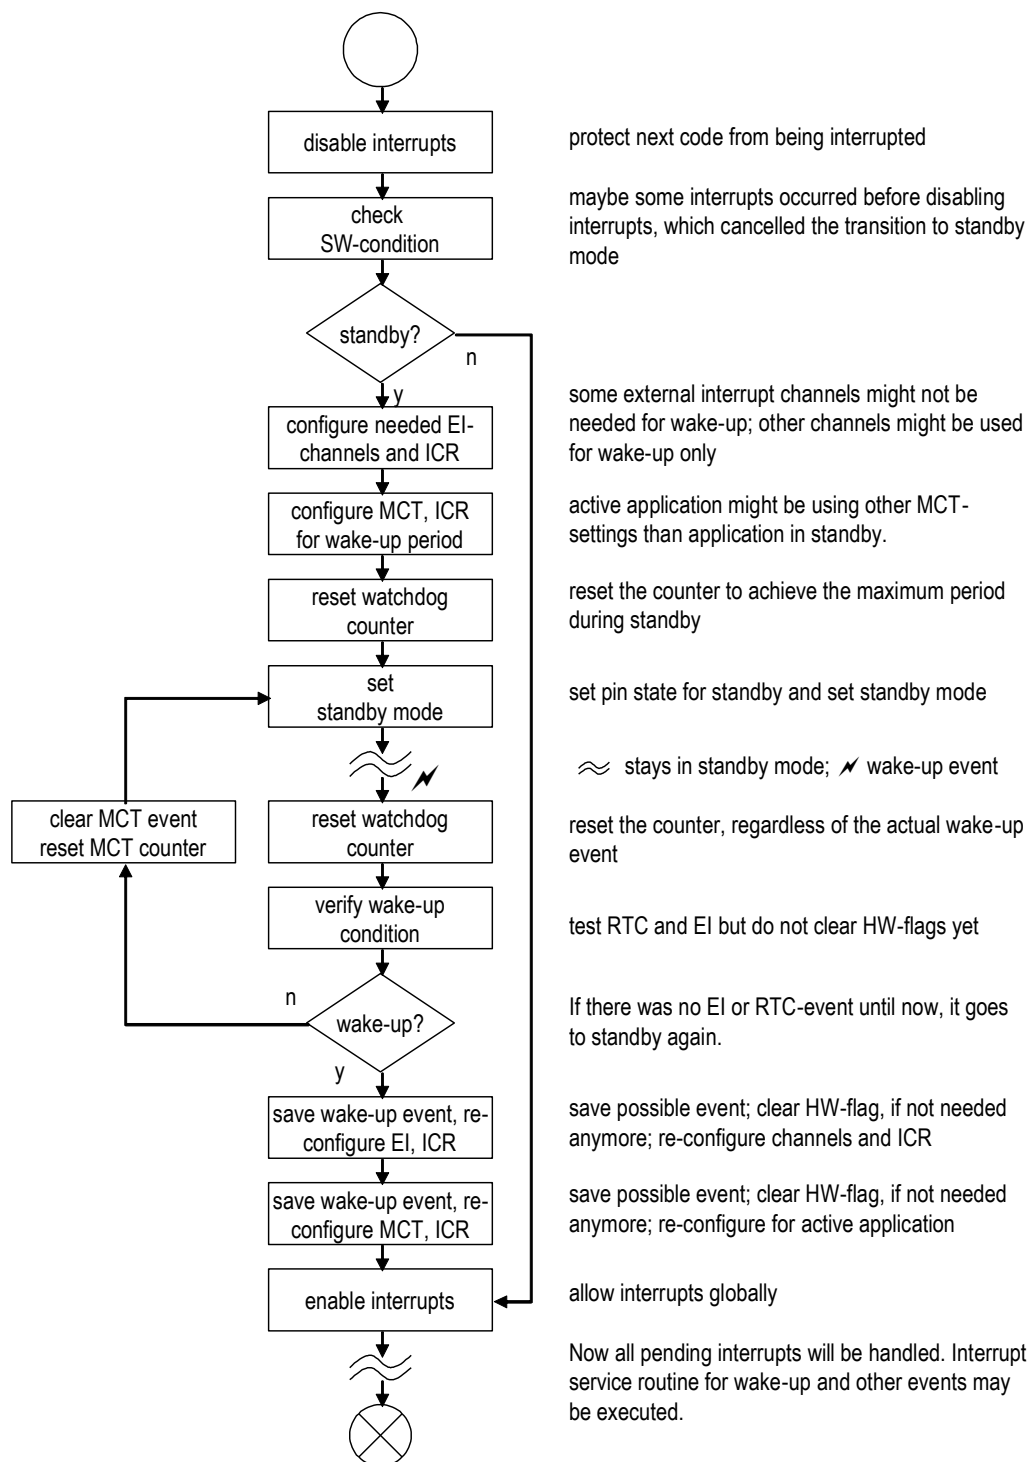 disable interrupts
protect next code from being interrupted
check
SW-condition
maybe some interrupts occurred before disabling
interrupts, which cancelled the transition to standby
mode
standby?
n
y
configure needed EI-
channels and ICR
some external interrupt channels might not be
needed for wake-up; other channels might be used
for wake-up only
configure MCT, ICR
for wake-up period
active application might be using other MCT-
settings than application in standby.
reset watchdog
counter
reset the counter to achieve the maximum period
during standby
set
standby mode
set pin state for standby and set standby mode
stays in standby mode; wake-up event
clear MCT event
reset MCT counter
reset watchdog
counter
reset the counter, regardless of the actual wake-up
event
verify wake-up
condition
test RTC and EI but do not clear HW-flags yet
n
wake-up?
y
If there was no EI or RTC-event until now, it goes
to standby again.
save wake-up event, re-
configure EI, ICR
save possible event; clear HW-flag, if not needed
anymore; re-configure channels and ICR
save wake-up event, re-
configure MCT, ICR
save possible event; clear HW-flag, if not needed
anymore; re-configure for active application
enable interrupts
allow interrupts globally
Now all pending interrupts will be handled. Interrupt
service routine for wake-up and other events may
be executed.